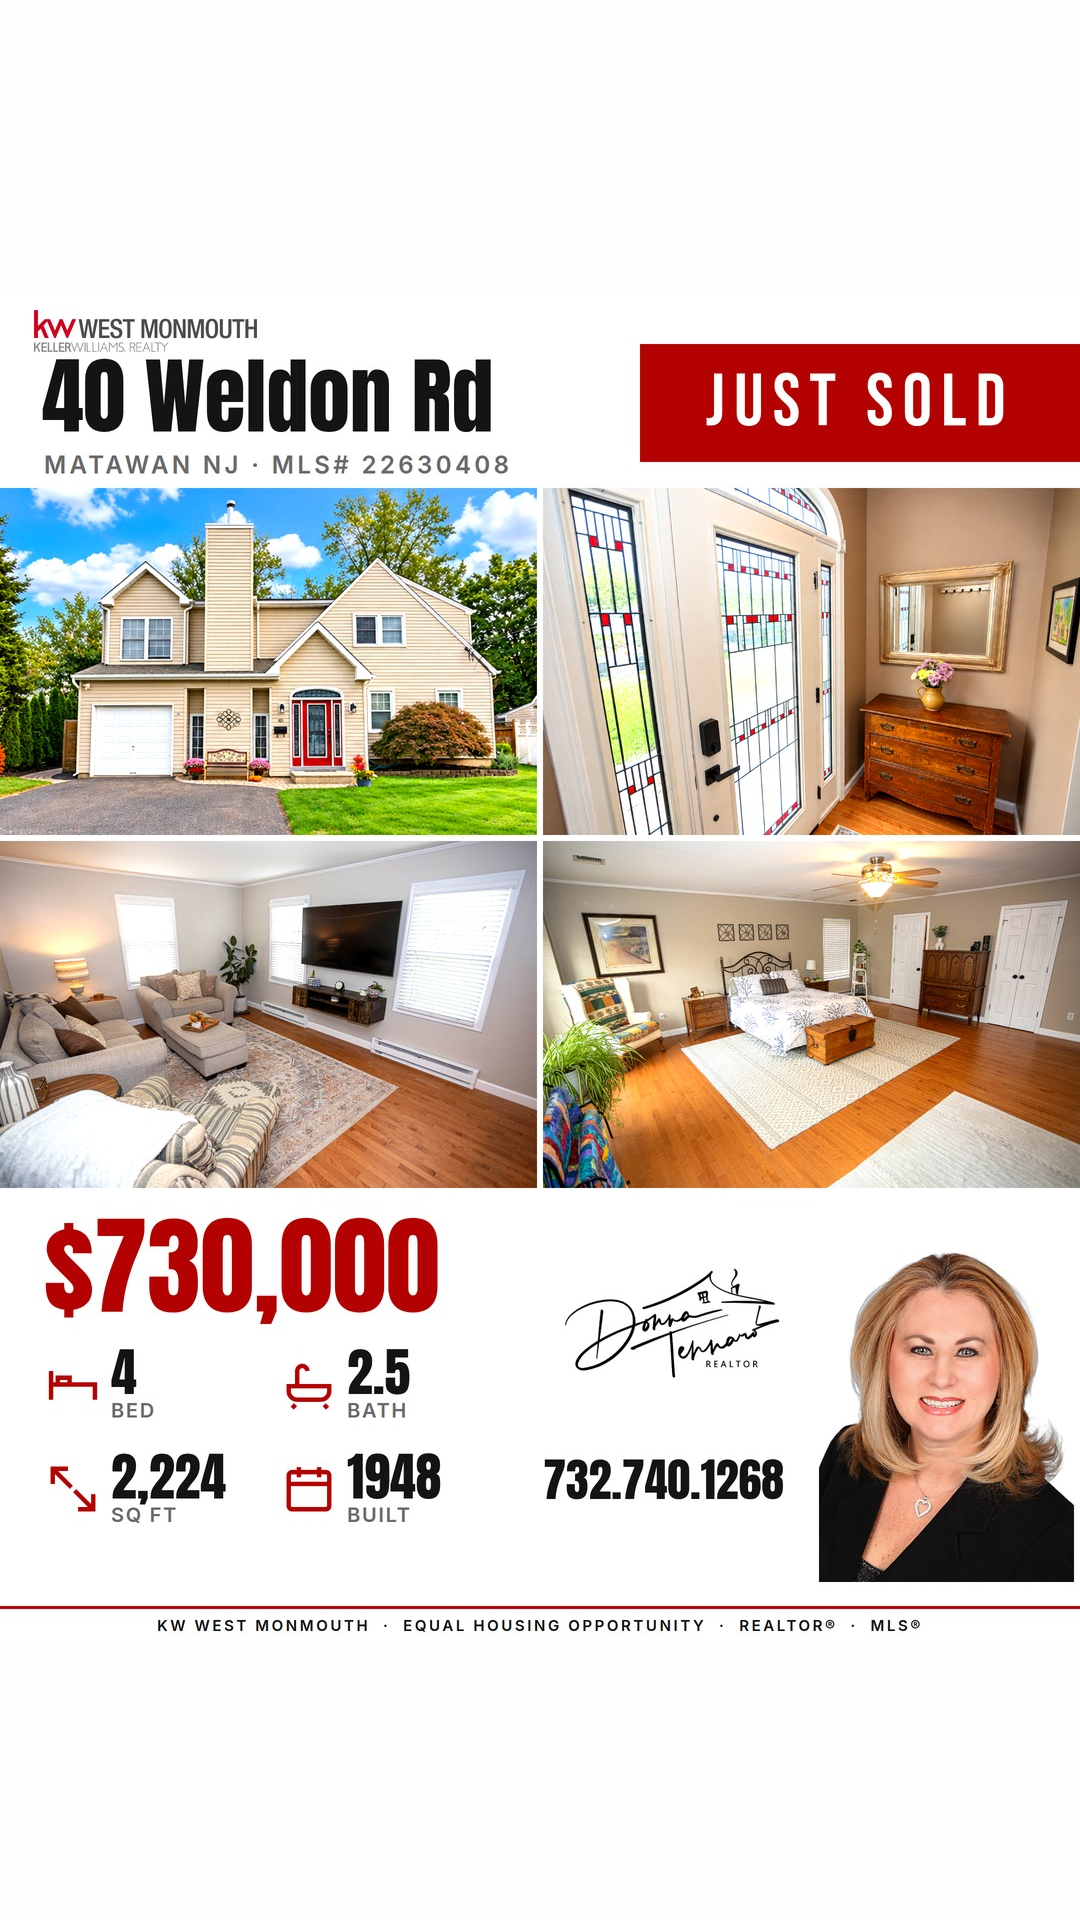 kw WEST MONMOUTH
KELLERWILLIAMS. REALTY
40 Weldon Rd
MATAWAN NJ · MLS# 22630408
JUST SOLD
$730,000
4
BED
2.5
BATH
2,224
SQ FT
1948
BUILT
Donna
Tennaro
REALTOR
732.740.1268
KW WEST MONMOUTH · EQUAL HOUSING OPPORTUNITY · REALTOR® · MLS®